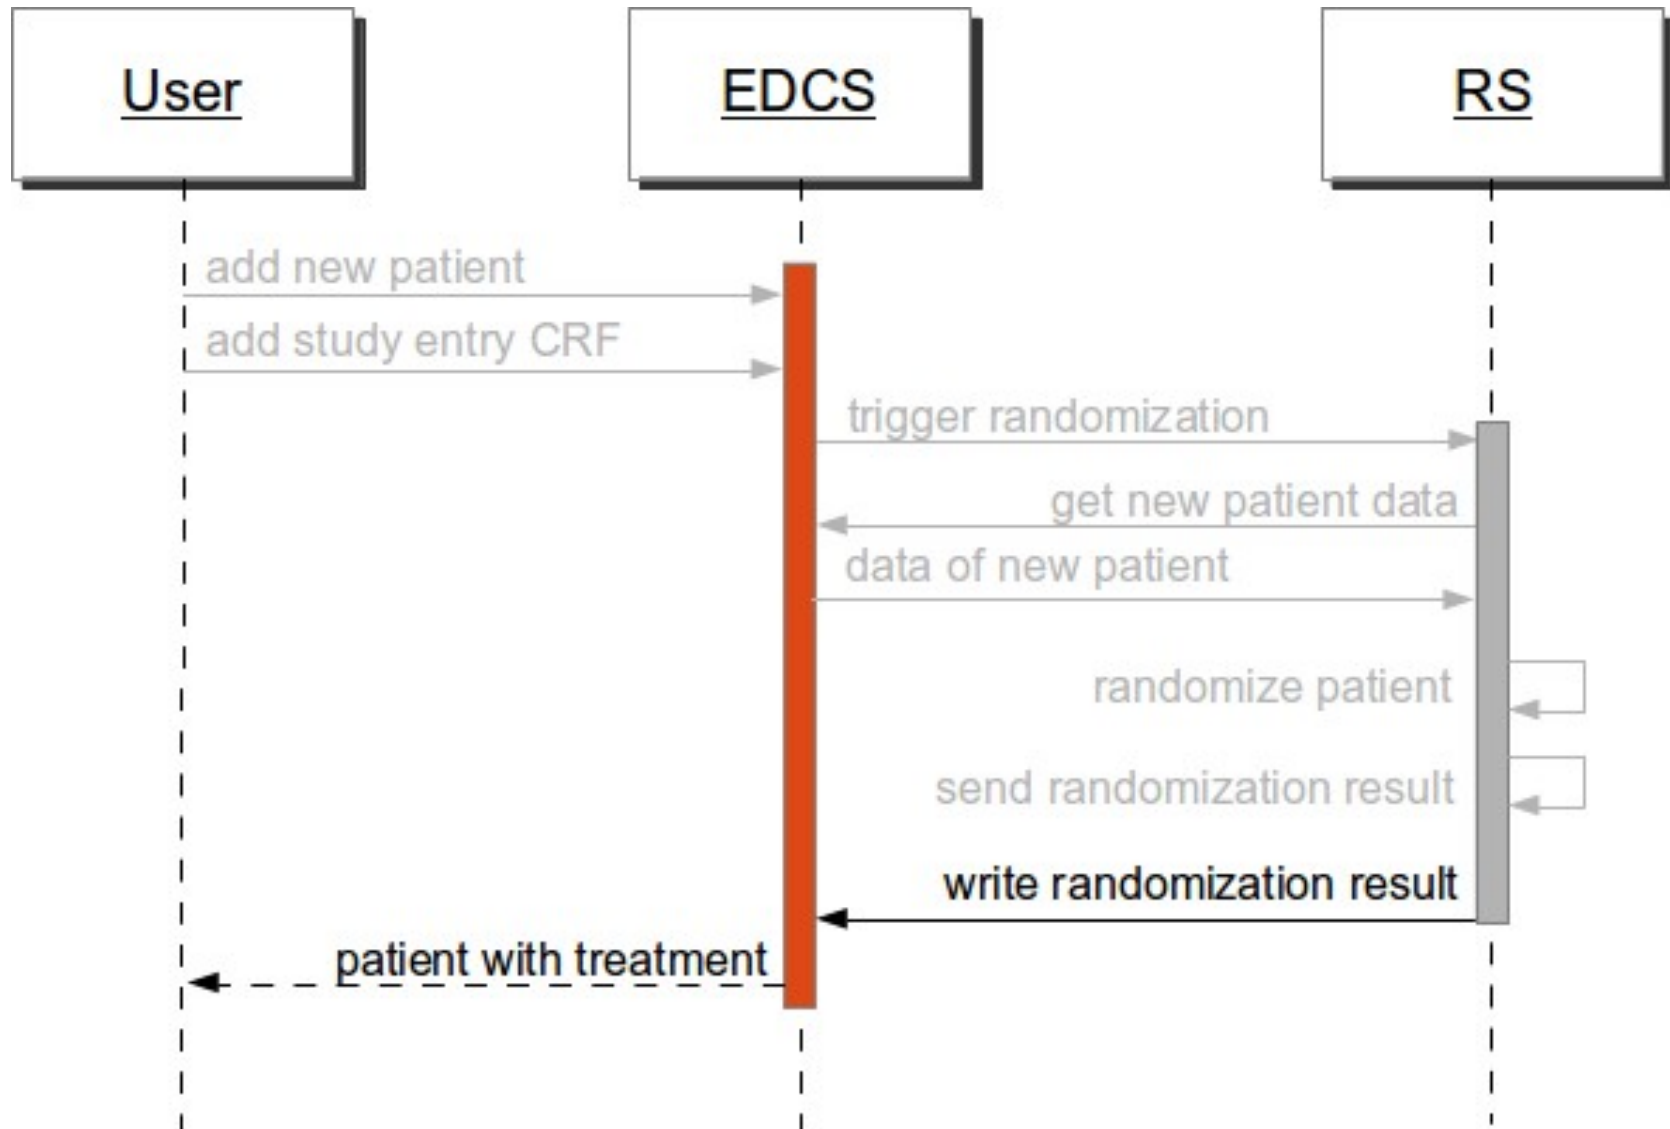 User
EDCS
RS
add new patient
add study entry CRF
trigger randomization
get new patient data
data of new patient
randomize patient
send randomization result
write randomization result
patient with treatment